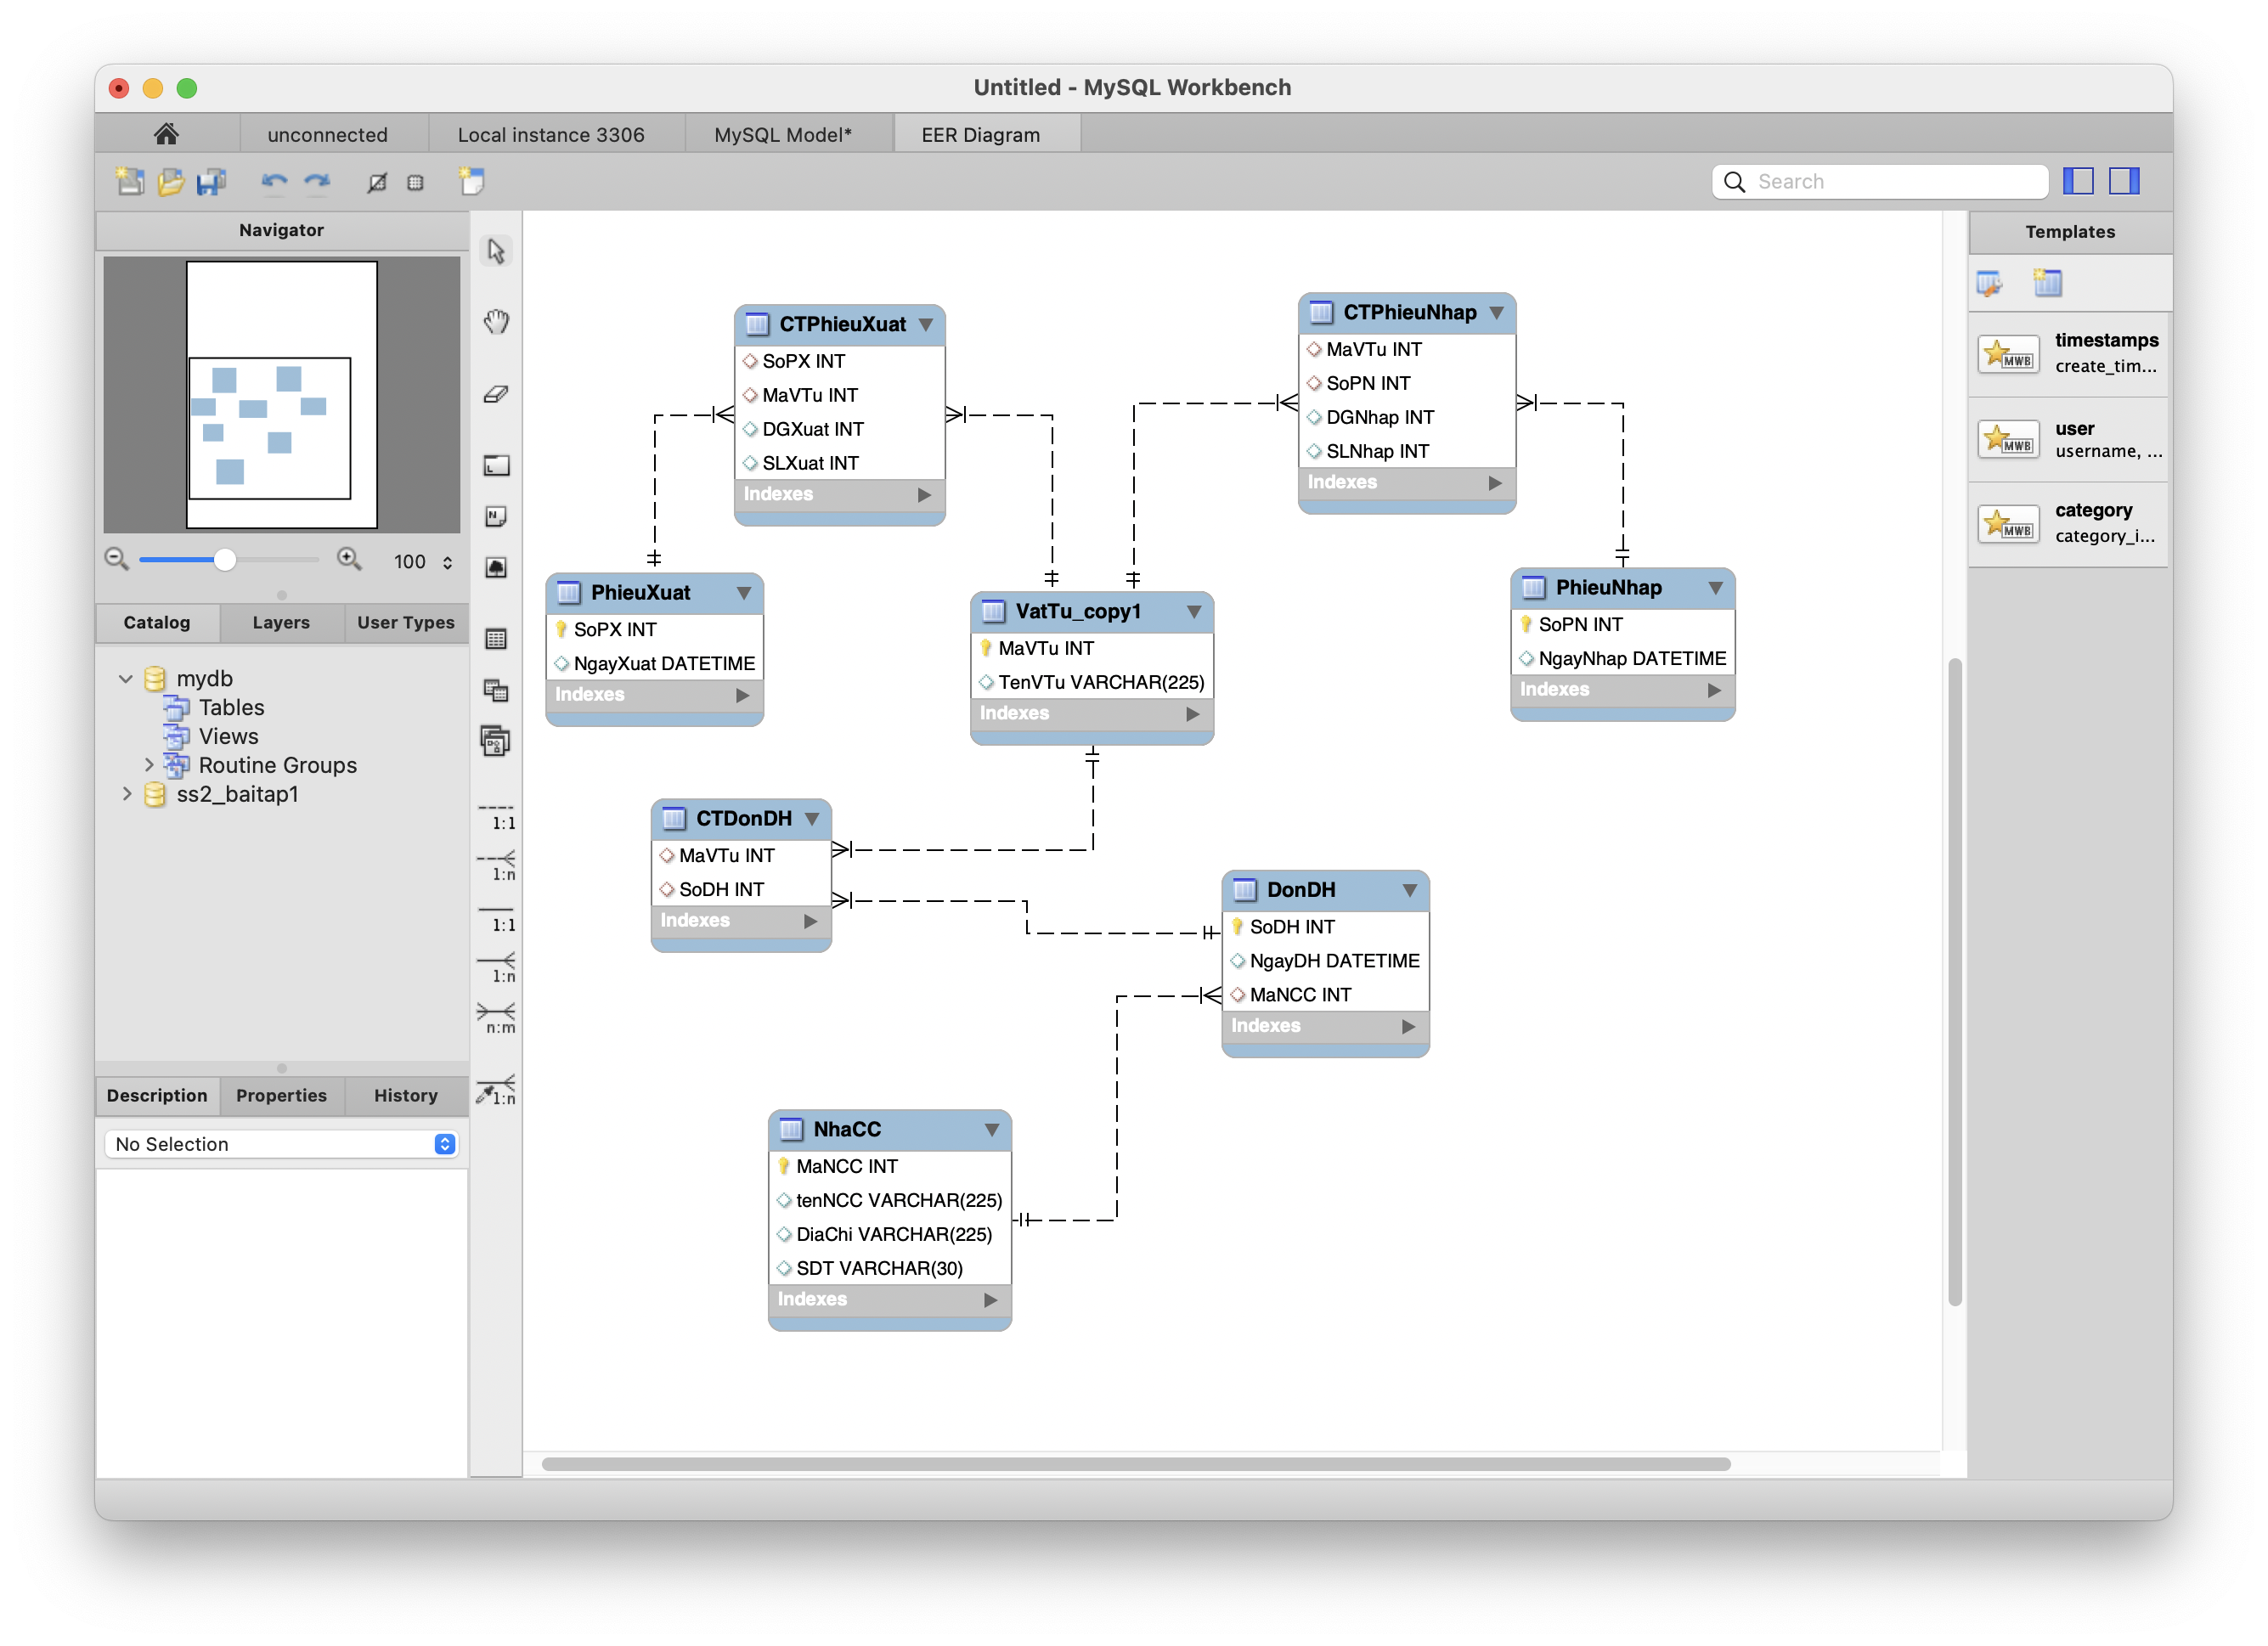 Untitled - MySQL Workbench
unconnected
Local instance 3306
MySQL Model*
EER Diagram
Search
Navigator
100
Catalog
Layers
User Types
mydb
Tables
Views
Routine Groups
ss2_baitap1
Description
Properties
History
No Selection
N
1:1
1:n
1:1
1:n
n:m
1:n
CTPhieuXuat
SoPX INT
MaVTu INT
DGXuat INT
SLXuat INT
Indexes
CTPhieuNhap
MaVTu INT
SoPN INT
DGNhap INT
SLNhap INT
Indexes
PhieuXuat
SoPX INT
NgayXuat DATETIME
Indexes
VatTu_copy1
MaVTu INT
TenVTu VARCHAR(225)
Indexes
PhieuNhap
SoPN INT
NgayNhap DATETIME
Indexes
CTDonDH
MaVTu INT
SoDH INT
Indexes
DonDH
SoDH INT
NgayDH DATETIME
MaNCC INT
Indexes
NhaCC
MaNCC INT
tenNCC VARCHAR(225)
DiaChi VARCHAR(225)
SDT VARCHAR(30)
Indexes
Templates
MWB
timestamps
create_tim...
MWB
user
username, ...
MWB
category
category_i...